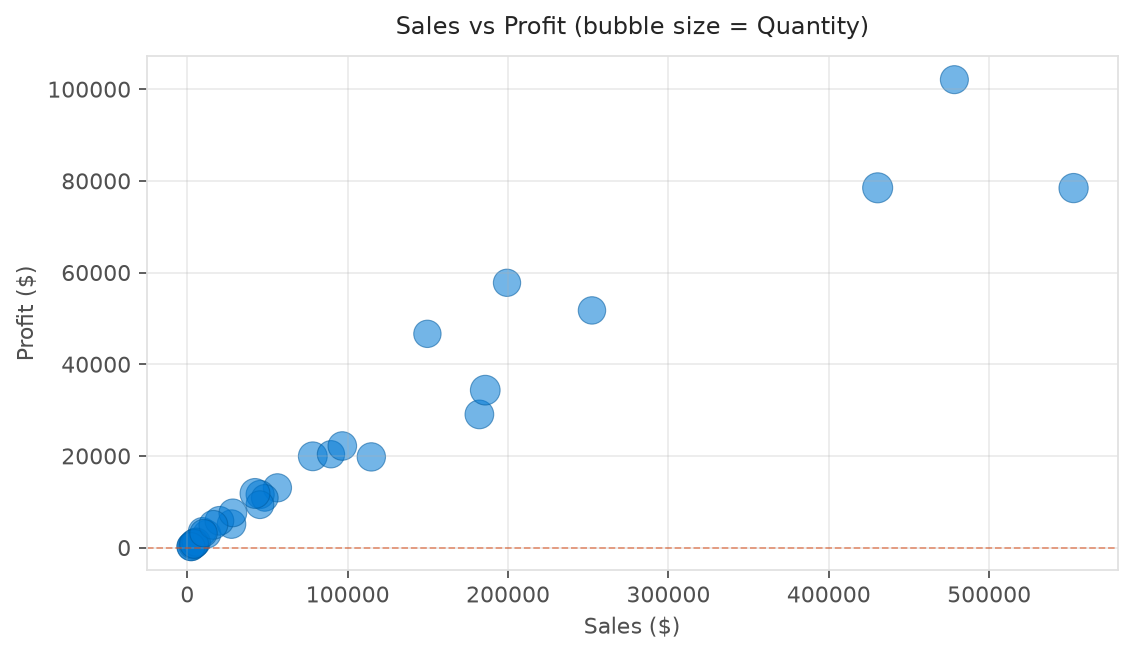 Sales vs Profit (bubble size = Quantity)
100000
80000
60000
40000
20000
0
Profit ($)
0 100000 200000 300000 400000 500000
Sales ($)